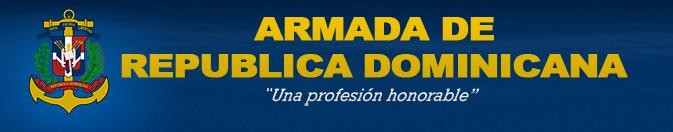 ARMADA DE
REPUBLICA DOMINICANA
“Una profesión honorable”